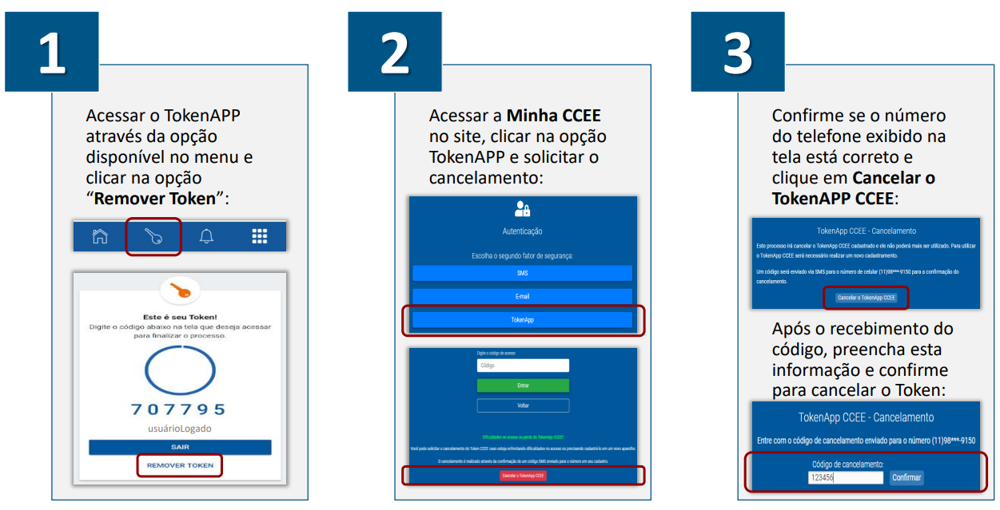 1
Acessar o TokenAPP
através da opção
disponível no menu e
clicar na opção
“Remover Token”:
Este é seu Token!
Digite o código abaixo na tela que deseja acessar
para finalizar o processo.
707795
usuárioLogado
SAIR
REMOVER TOKEN
2
Acessar a Minha CCEE
no site, clicar na opção
TokenAPP e solicitar o
cancelamento:
Autenticação
Escolha o segundo fator de segurança:
SMS
E-mail
TokenApp
Digite o código de acesso
Código
Entrar
Voltar
Dificuldades no acesso ou perda do TokenApp CCEE?
Você pode solicitar o cancelamento do Token CCEE caso esteja enfrentando dificuldades no acesso ou precisando cadastrá-lo em um novo aparelho.
O cancelamento é realizado através da confirmação de um código SMS enviado para o número em seu cadastro.
Cancelar o TokenApp CCEE
3
Confirme se o número
do telefone exibido na
tela está correto e
clique em Cancelar o
TokenAPP CCEE:
TokenApp CCEE - Cancelamento
Este processo irá cancelar o TokenApp CCEE cadastrado e ele não poderá mais ser utilizado. Para utilizar
o TokenApp CCEE será necessário realizar um novo cadastramento.
Um código será enviado via SMS para o número de celular (11)98***-9150 para a confirmação do
cancelamento.
Cancelar o TokenApp CCEE
Após o recebimento do
código, preencha esta
informação e confirme
para cancelar o Token:
TokenApp CCEE - Cancelamento
Entre com o código de cancelamento enviado para o número (11)98***-9150
Código de cancelamento:
123456 Confirmar